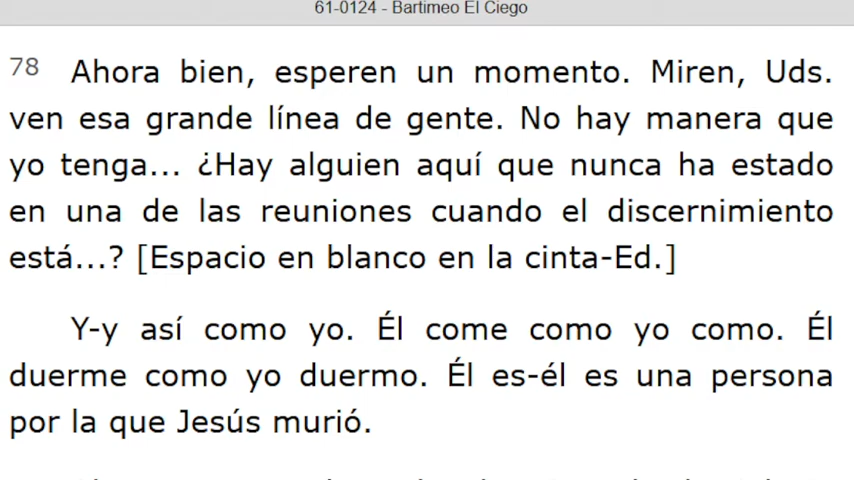 61-0124 - Bartimeo El Ciego
78 Ahora bien, esperen un momento. Miren, Uds.
ven esa grande línea de gente. No hay manera que
yo tenga... ¿Hay alguien aquí que nunca ha estado
en una de las reuniones cuando el discernimiento
está...? [Espacio en blanco en la cinta-Ed.]
Y-y así como yo. Él come como yo como. Él
duerme como yo duermo. Él es-él es una persona
por la que Jesús murió.